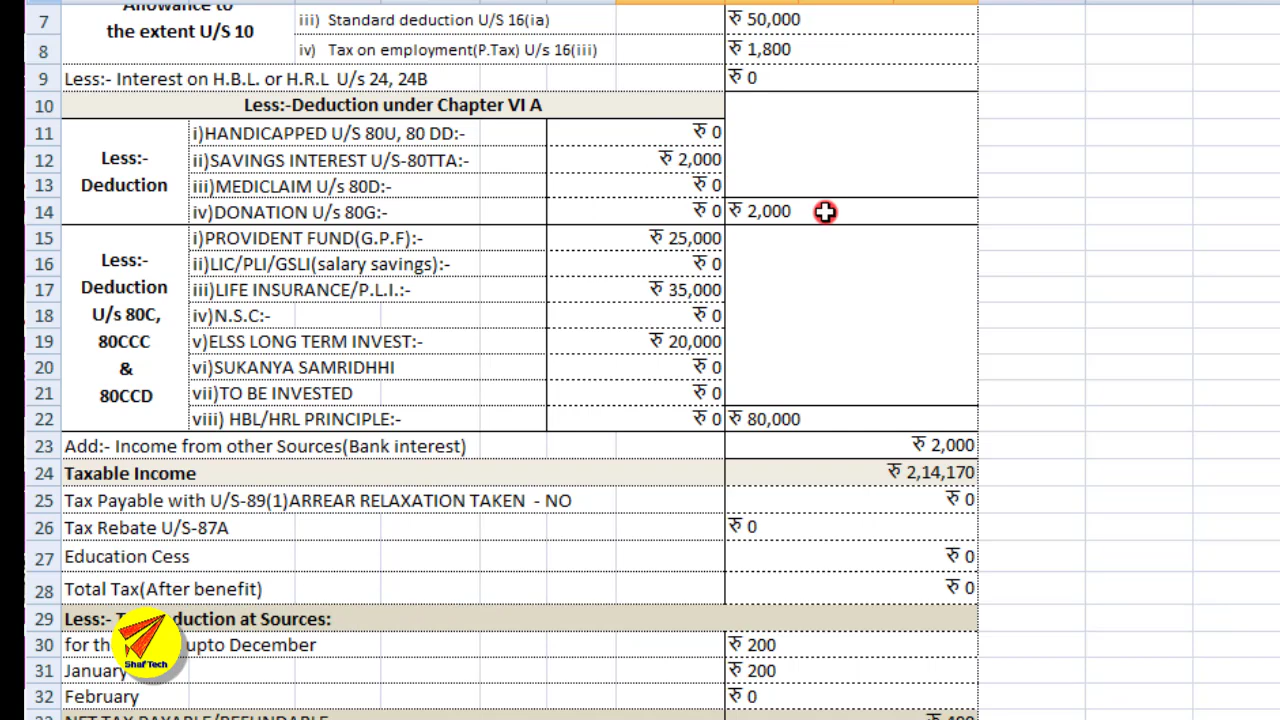 Allowance to
the extent U/S 10
7 iii) Standard deduction U/S 16(ia) रु 50,000
8 iv) Tax on employment(P.Tax) U/s 16(iii) रु 1,800
9 Less:- Interest on H.B.L. or H.R.L U/s 24, 24B रु 0
10 Less:-Deduction under Chapter VI A
Less:-
Deduction
11 i)HANDICAPPED U/S 80U, 80 DD:- रु 0
12 ii)SAVINGS INTEREST U/S-80TTA:- रु 2,000
13 iii)MEDICLAIM U/s 80D:- रु 0
14 iv)DONATION U/s 80G:- रु 0 रु 2,000
Less:-
Deduction
U/s 80C,
80CCC
&
80CCD
15 i)PROVIDENT FUND(G.P.F):- रु 25,000
16 ii)LIC/PLI/GSLI(salary savings):- रु 0
17 iii)LIFE INSURANCE/P.L.I.:- रु 35,000
18 iv)N.S.C:- रु 0
19 v)ELSS LONG TERM INVEST:- रु 20,000
20 vi)SUKANYA SAMRIDHHI रु 0
21 vii)TO BE INVESTED रु 0
22 viii) HBL/HRL PRINCIPLE:- रु 0 रु 80,000
23 Add:- Income from other Sources(Bank interest) रु 2,000
24 Taxable Income रु 2,14,170
25 Tax Payable with U/S-89(1)ARREAR RELAXATION TAKEN - NO रु 0
26 Tax Rebate U/S-87A रु 0
27 Education Cess रु 0
28 Total Tax(After benefit) रु 0
29 Less:- duction at Sources:
30 for th upto December रु 200
31 January रु 200
32 February रु 0
NET TAX PAYABLE/REFUNDABLE
Shaf Tech